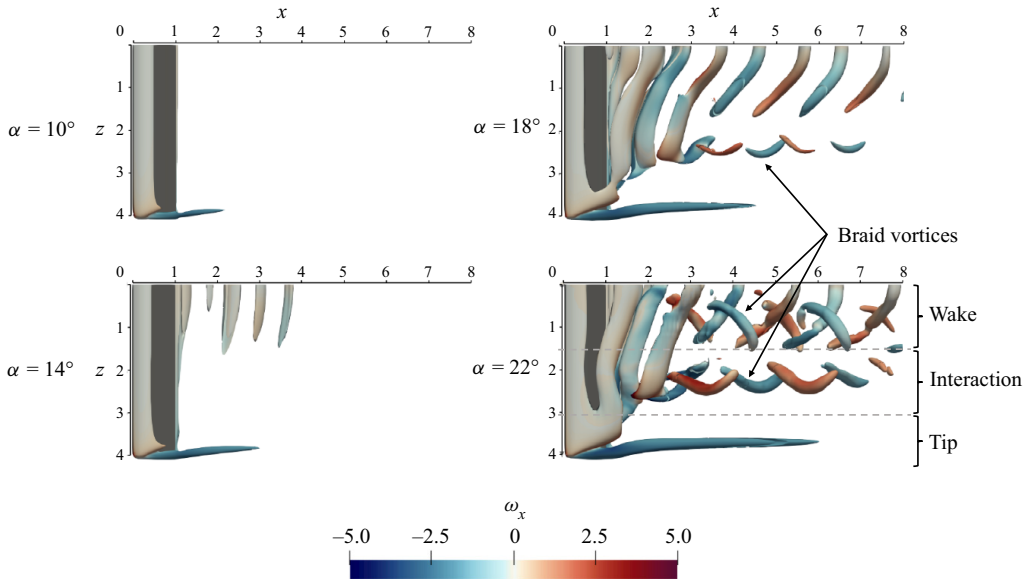 x
x
0 1 2 3 4 5 6 7 8
0 1 2 3 4 5 6 7 8
1
2
3
4
α = 10°
z
1
2
3
4
α = 18°
Braid vortices
0 1 2 3 4 5 6 7 8
0 1 2 3 4 5 6 7 8
1
2
3
4
α = 14°
z
1
2
3
4
α = 22°
Wake
Interaction
Tip
ωx
−5.0 −2.5 0 2.5 5.0